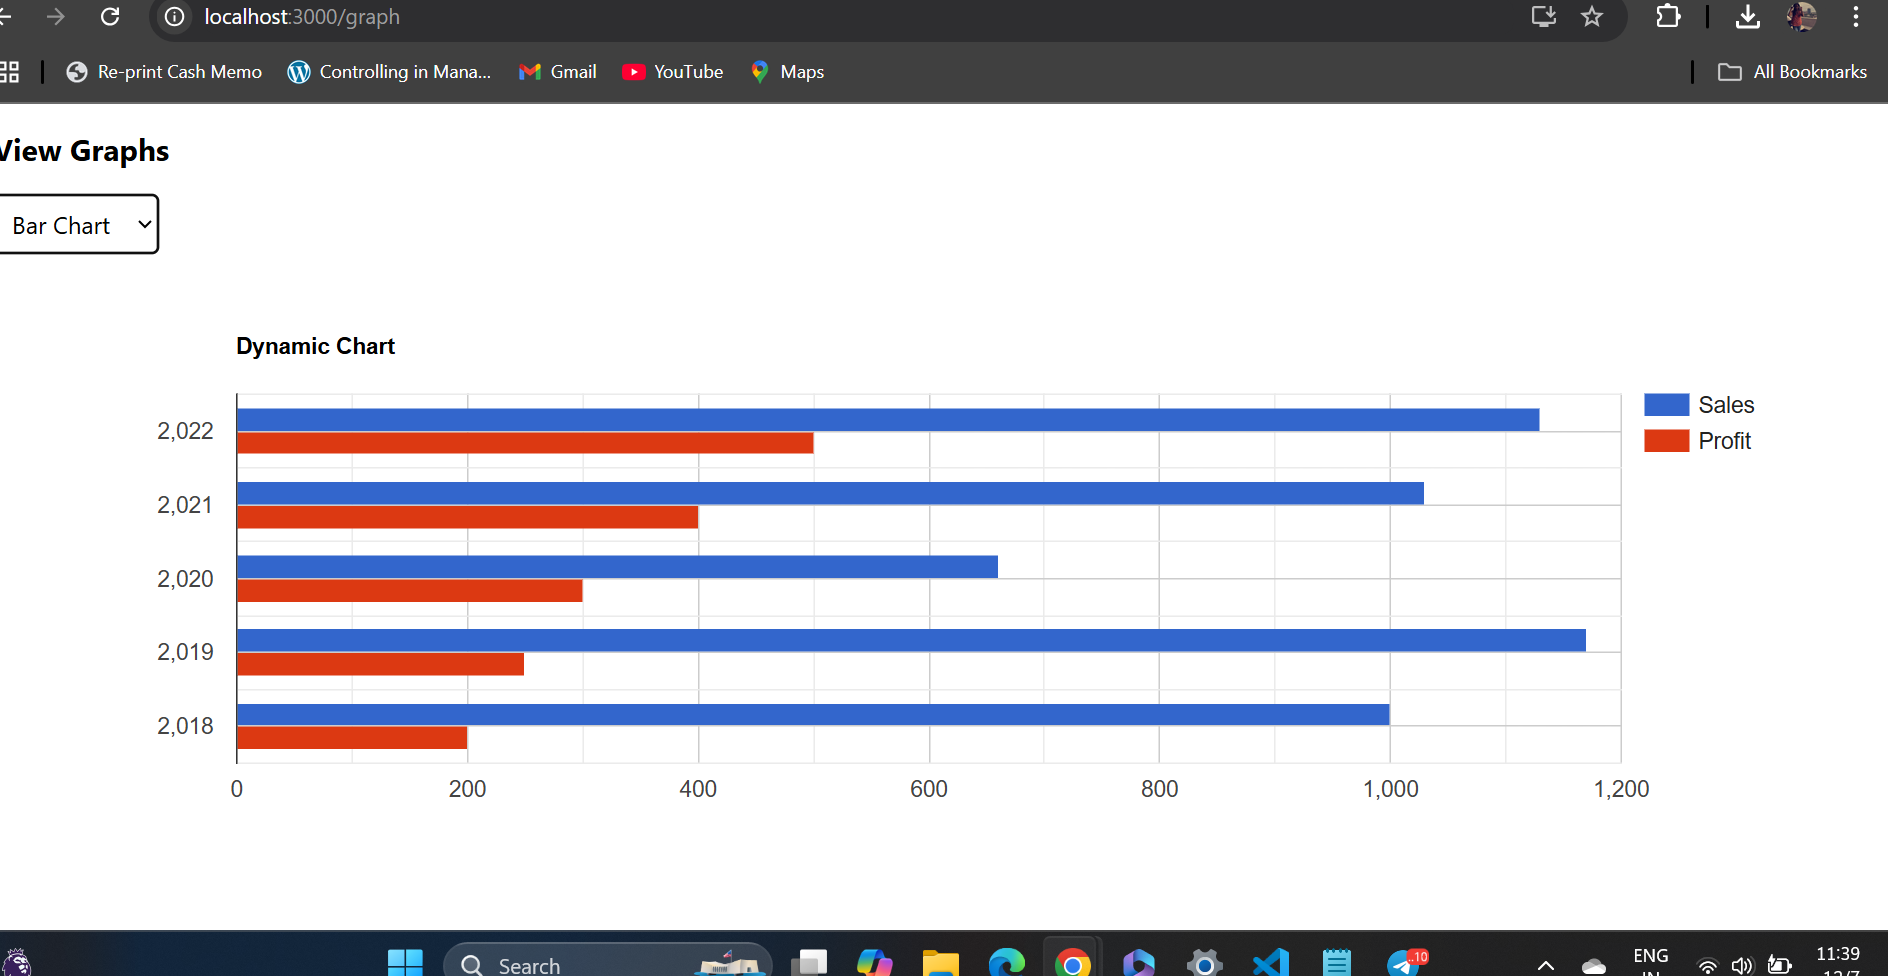 localhost:3000/graph
Re-print Cash Memo Controlling in Mana... Gmail YouTube Maps All Bookmarks
View Graphs
Bar Chart
Dynamic Chart
Sales
Profit
2,022
2,021
2,020
2,019
2,018
0 200 400 600 800 1,000 1,200
Search
..10
ENG
IN
11:39